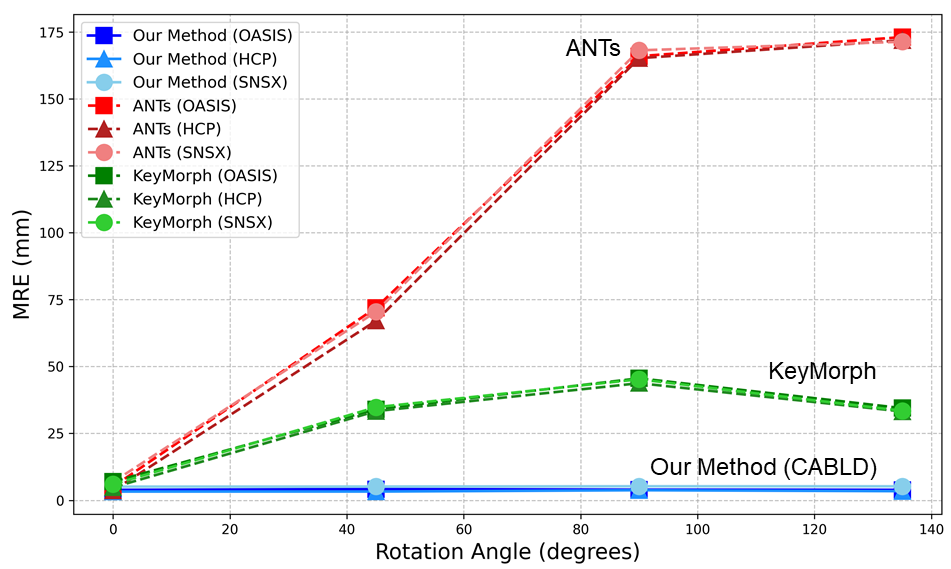 Our Method (OASIS)
Our Method (HCP)
Our Method (SNSX)
ANTs (OASIS)
ANTs (HCP)
ANTs (SNSX)
KeyMorph (OASIS)
KeyMorph (HCP)
KeyMorph (SNSX)
ANTs
KeyMorph
Our Method (CABLD)
MRE (mm)
175
150
125
100
75
50
25
0
0 20 40 60 80 100 120 140
Rotation Angle (degrees)